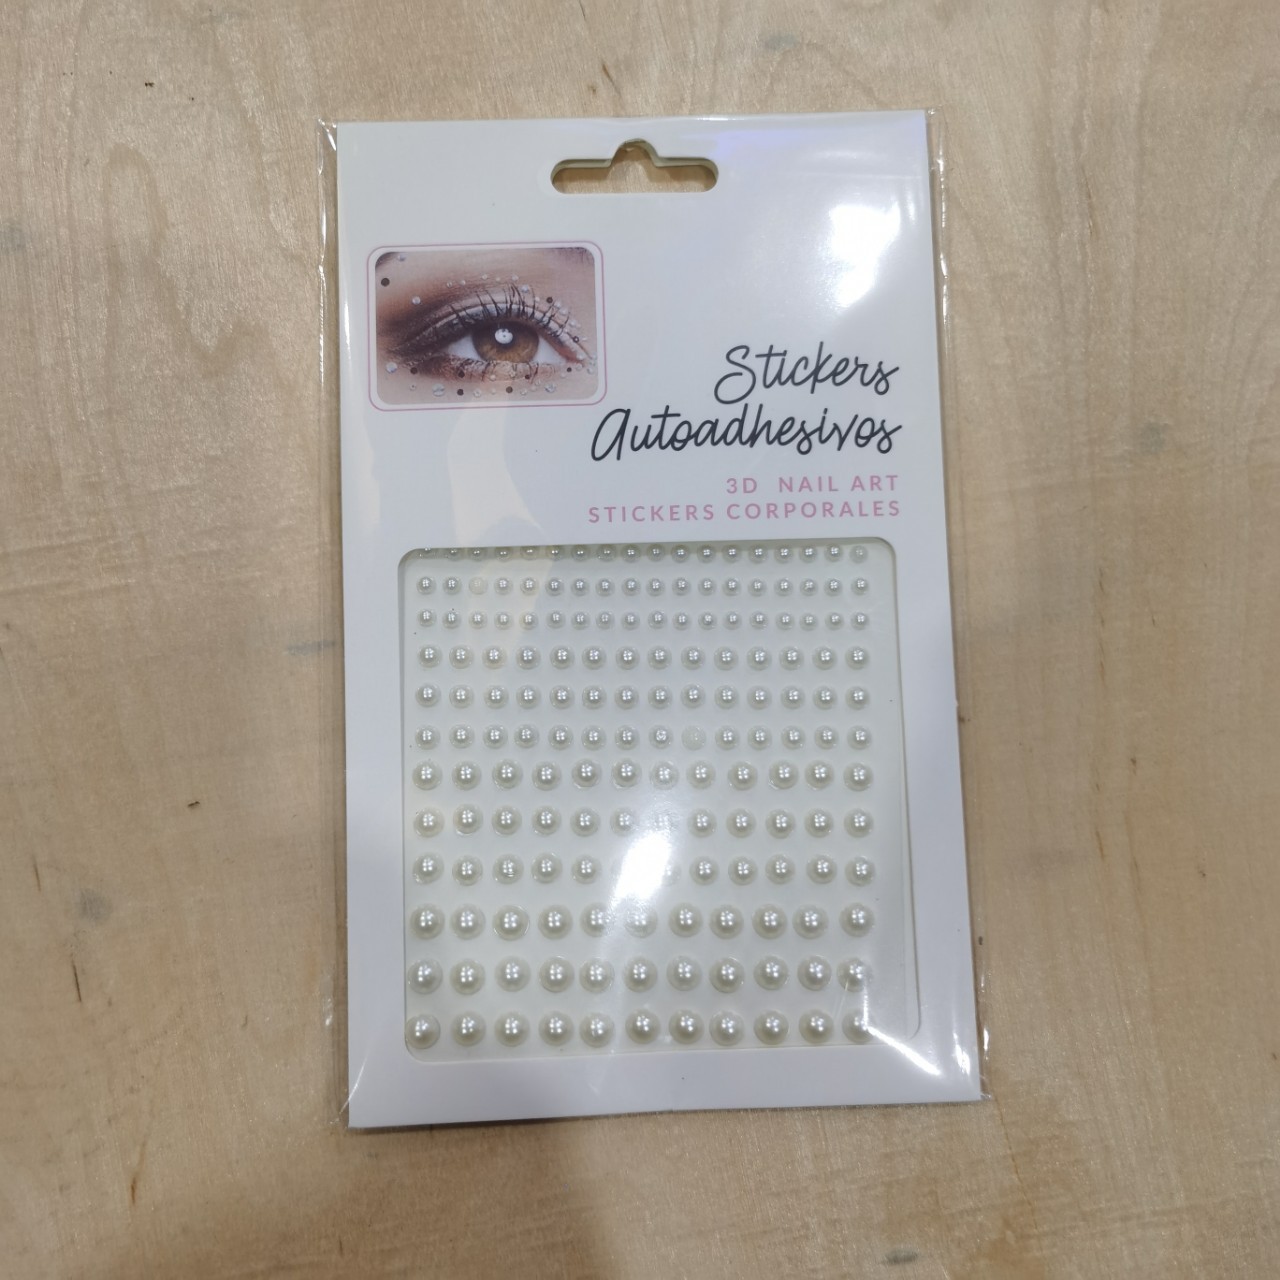 Stickers
Autoadhesivos
3D NAIL ART
STICKERS CORPORALES